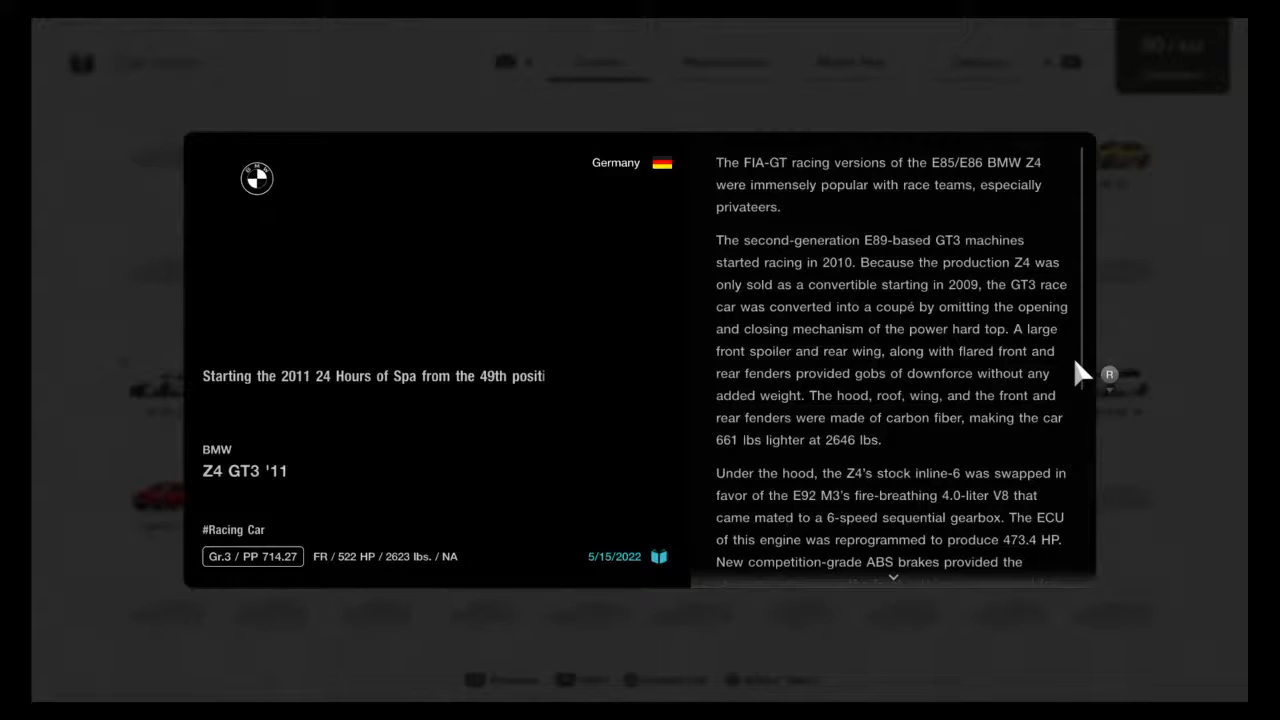 Germany
Starting the 2011 24 Hours of Spa from the 49th positi
BMW
Z4 GT3 '11
#Racing Car
Gr.3 / PP 714.27 FR / 522 HP / 2623 lbs. / NA 5/15/2022
The FIA-GT racing versions of the E85/E86 BMW Z4
were immensely popular with race teams, especially
privateers.
The second-generation E89-based GT3 machines
started racing in 2010. Because the production Z4 was
only sold as a convertible starting in 2009, the GT3 race
car was converted into a coupé by omitting the opening
and closing mechanism of the power hard top. A large
front spoiler and rear wing, along with flared front and
rear fenders provided gobs of downforce without any
added weight. The hood, roof, wing, and the front and
rear fenders were made of carbon fiber, making the car
661 lbs lighter at 2646 lbs.
Under the hood, the Z4's stock inline-6 was swapped in
favor of the E92 M3's fire-breathing 4.0-liter V8 that
came mated to a 6-speed sequential gearbox. The ECU
of this engine was reprogrammed to produce 473.4 HP.
New competition-grade ABS brakes provided the
R